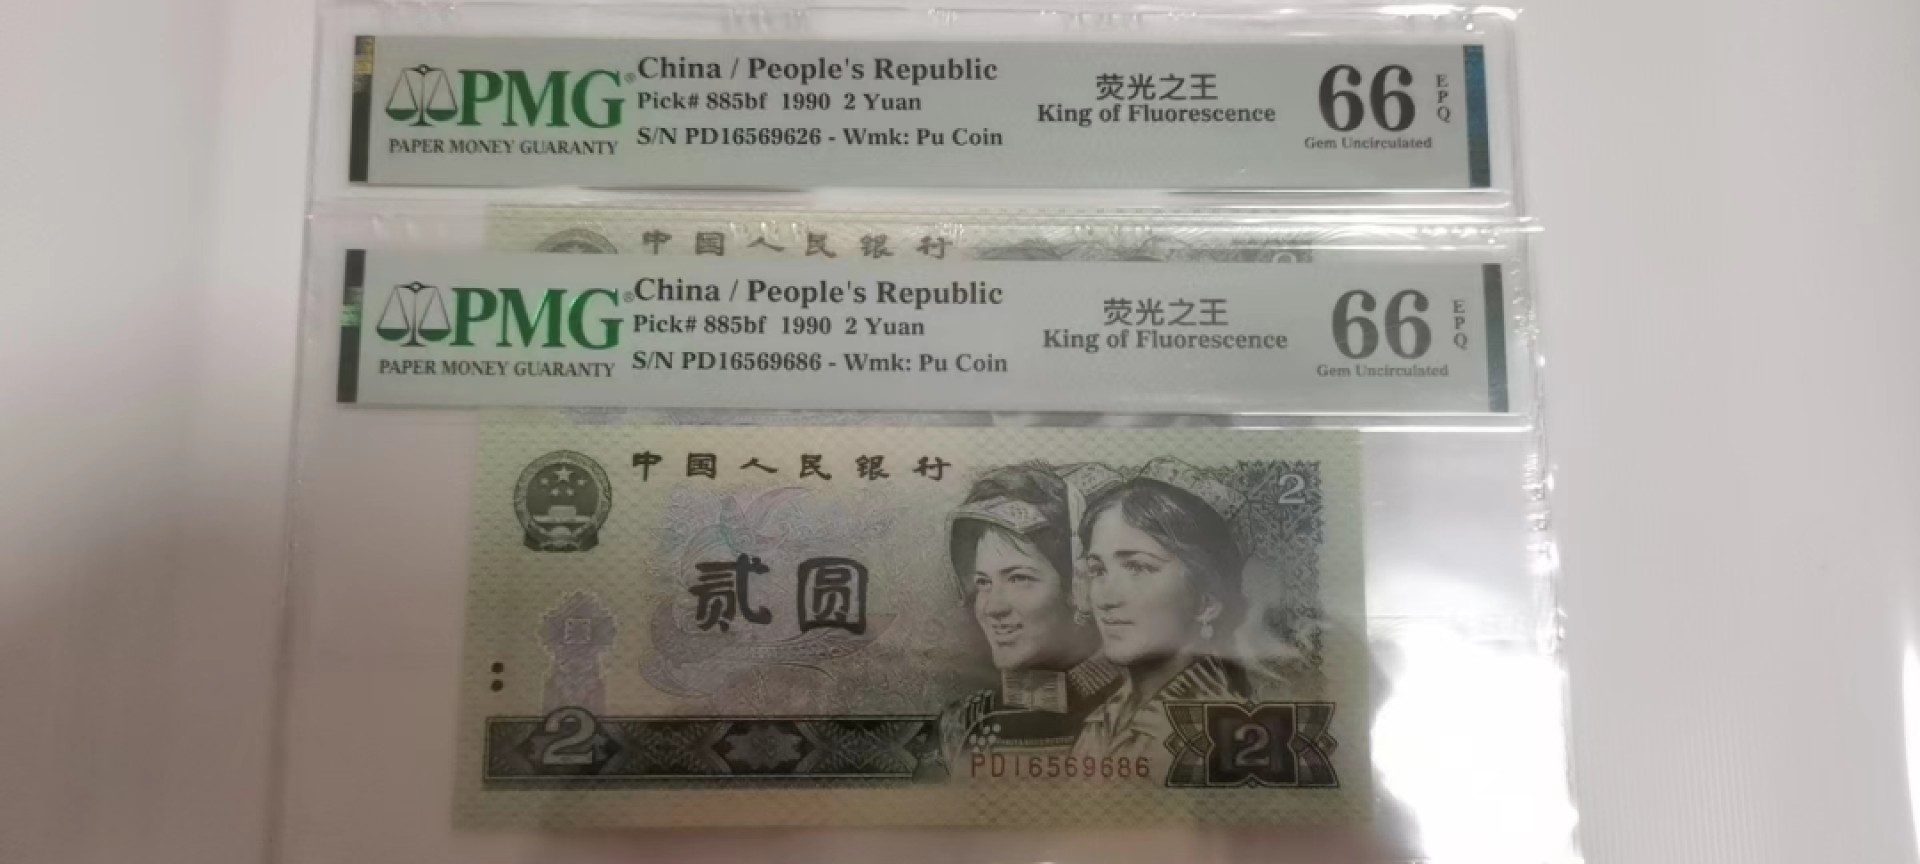 PMG
PAPER MONEY GUARANTY
China / People's Republic
Pick# 885bf 1990 2 Yuan
S/N PD16569626 - Wmk: Pu Coin
荧光之王
King of Fluorescence
66 EPQ
Gem Uncirculated
中国人民银行
2
PMG
PAPER MONEY GUARANTY
China / People's Republic
Pick# 885bf 1990 2 Yuan
S/N PD16569686 - Wmk: Pu Coin
荧光之王
King of Fluorescence
66 EPQ
Gem Uncirculated
中国人民银行
2
贰圆
2
2
PD16569686